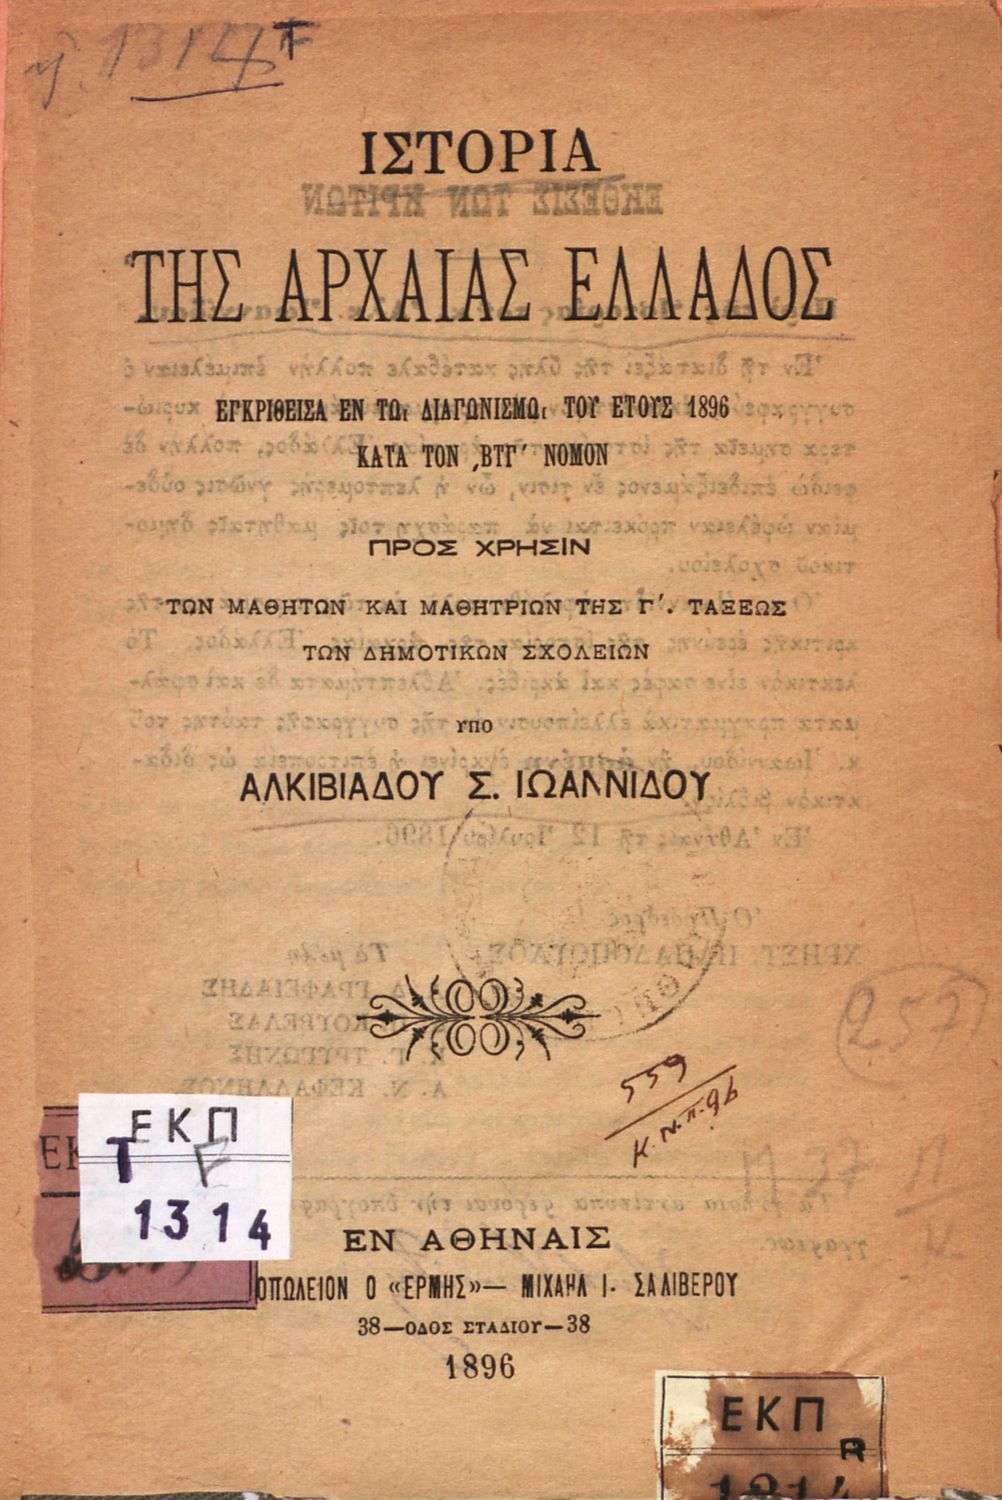 ΙΣΤΟΡΙΑ
ΤΗΣ ΑΡΧΑΙΑΣ ΕΛΛΑΔΟΣ
ΕΓΚΡΙΘΕΙΣΑ ΕΝ ΤΩι ΔΙΑΓΩΝΙΣΜΩι ΤΟΥ ΕΤΟΥΣ 1896
ΚΑΤΑ ΤΟΝ ͵ΒΤΓ΄ ΝΟΜΟΝ
ΠΡΟΣ ΧΡΗΣΙΝ
ΤΩΝ ΜΑΘΗΤΩΝ ΚΑΙ ΜΑΘΗΤΡΙΩΝ ΤΗΣ Γ΄. ΤΑΞΕΩΣ
ΤΩΝ ΔΗΜΟΤΙΚΩΝ ΣΧΟΛΕΙΩΝ
ΥΠΟ
ΑΛΚΙΒΙΑΔΟΥ Σ. ΙΩΑΝΝΙΔΟΥ
559
ΕΚΠ
Τ F
1314
ΕΝ ΑΘΗΝΑΙΣ
ΟΠΩΛΕΙΟΝ Ο «ΕΡΜΗΣ»— ΜΙΧΑΗΛ Ι. ΣΑΛΙΒΕΡΟΥ
38—ΟΔΟΣ ΣΤΑΔΙΟΥ—38
1896
ΕΚΠ
R
1314